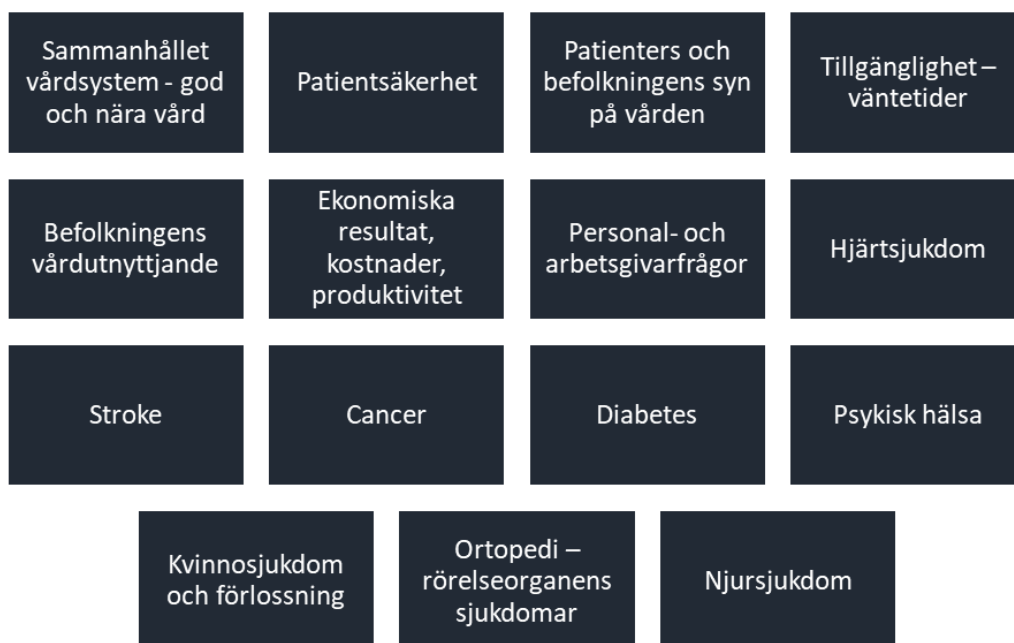 Sammanhållet
vårdsystem - god
och nära vård
Patientsäkerhet
Patienters och
befolkningens syn
på vården
Tillgänglighet –
väntetider
Befolkningens
vårdutnyttjande
Ekonomiska
resultat,
kostnader,
produktivitet
Personal- och
arbetsgivarfrågor
Hjärtsjukdom
Stroke
Cancer
Diabetes
Psykisk hälsa
Kvinnosjukdom
och förlossning
Ortopedi –
rörelseorganens
sjukdomar
Njursjukdom